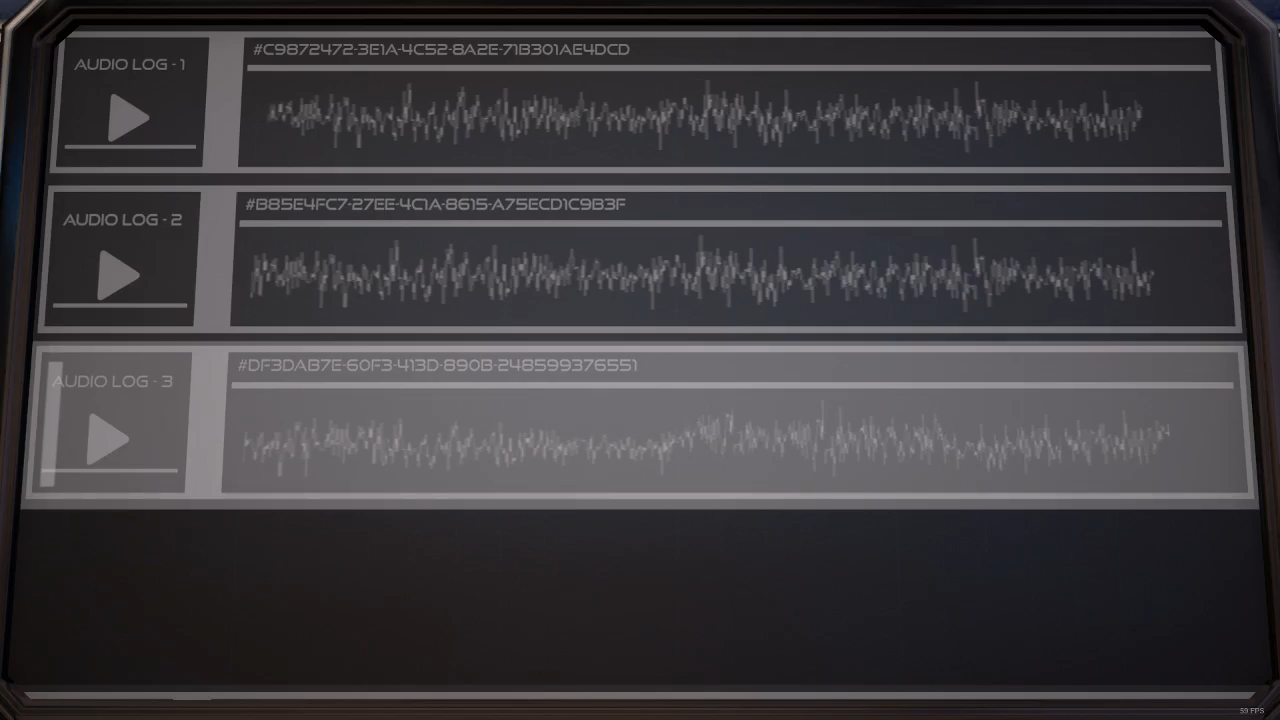 AUDIO LOG - 1
#C9872472-3E1A-4C52-8A2E-71B301AE4DCD
AUDIO LOG - 2
#B85E4FC7-27EE-4C1A-8615-A75ECD1C9B3F
AUDIO LOG - 3
#DF3DAB7E-60F3-413D-890B-248599376551
59 FPS